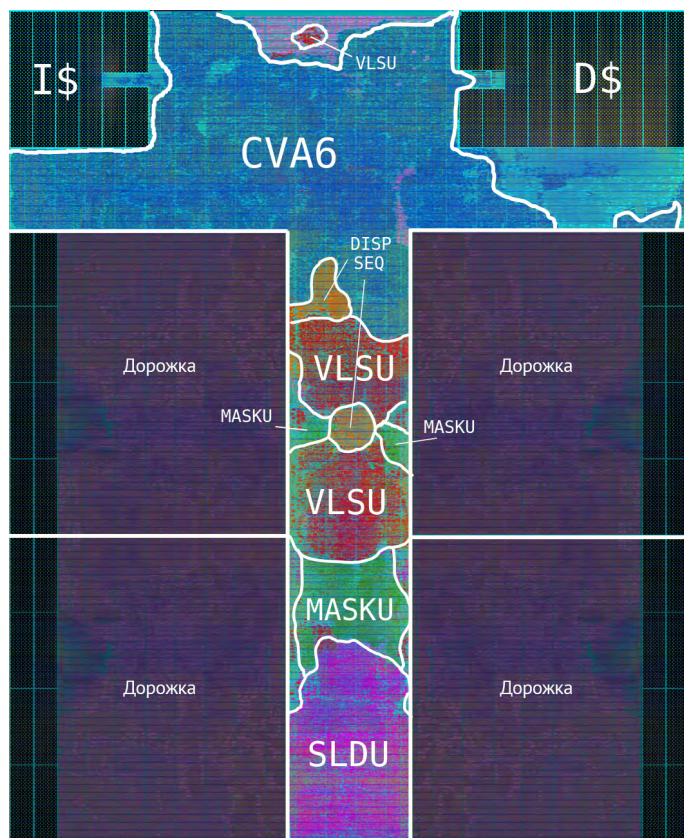 VLSU
I$
D$
CVA6
DISP
SEQ
Дорожка
VLSU
Дорожка
MASKU
MASKU
VLSU
MASKU
Дорожка
Дорожка
SLDU